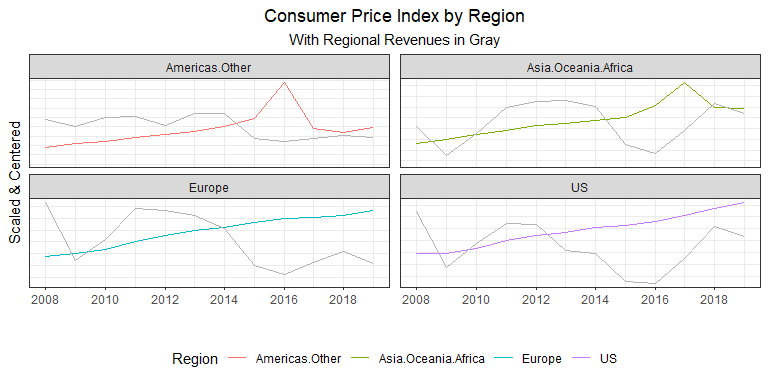 Consumer Price Index by Region
With Regional Revenues in Gray
Americas.Other
Asia.Oceania.Africa
Scaled & Centered
Europe
US
2008 2010 2012 2014 2016 2018
2008 2010 2012 2014 2016 2018
Region Americas.Other Asia.Oceania.Africa Europe US